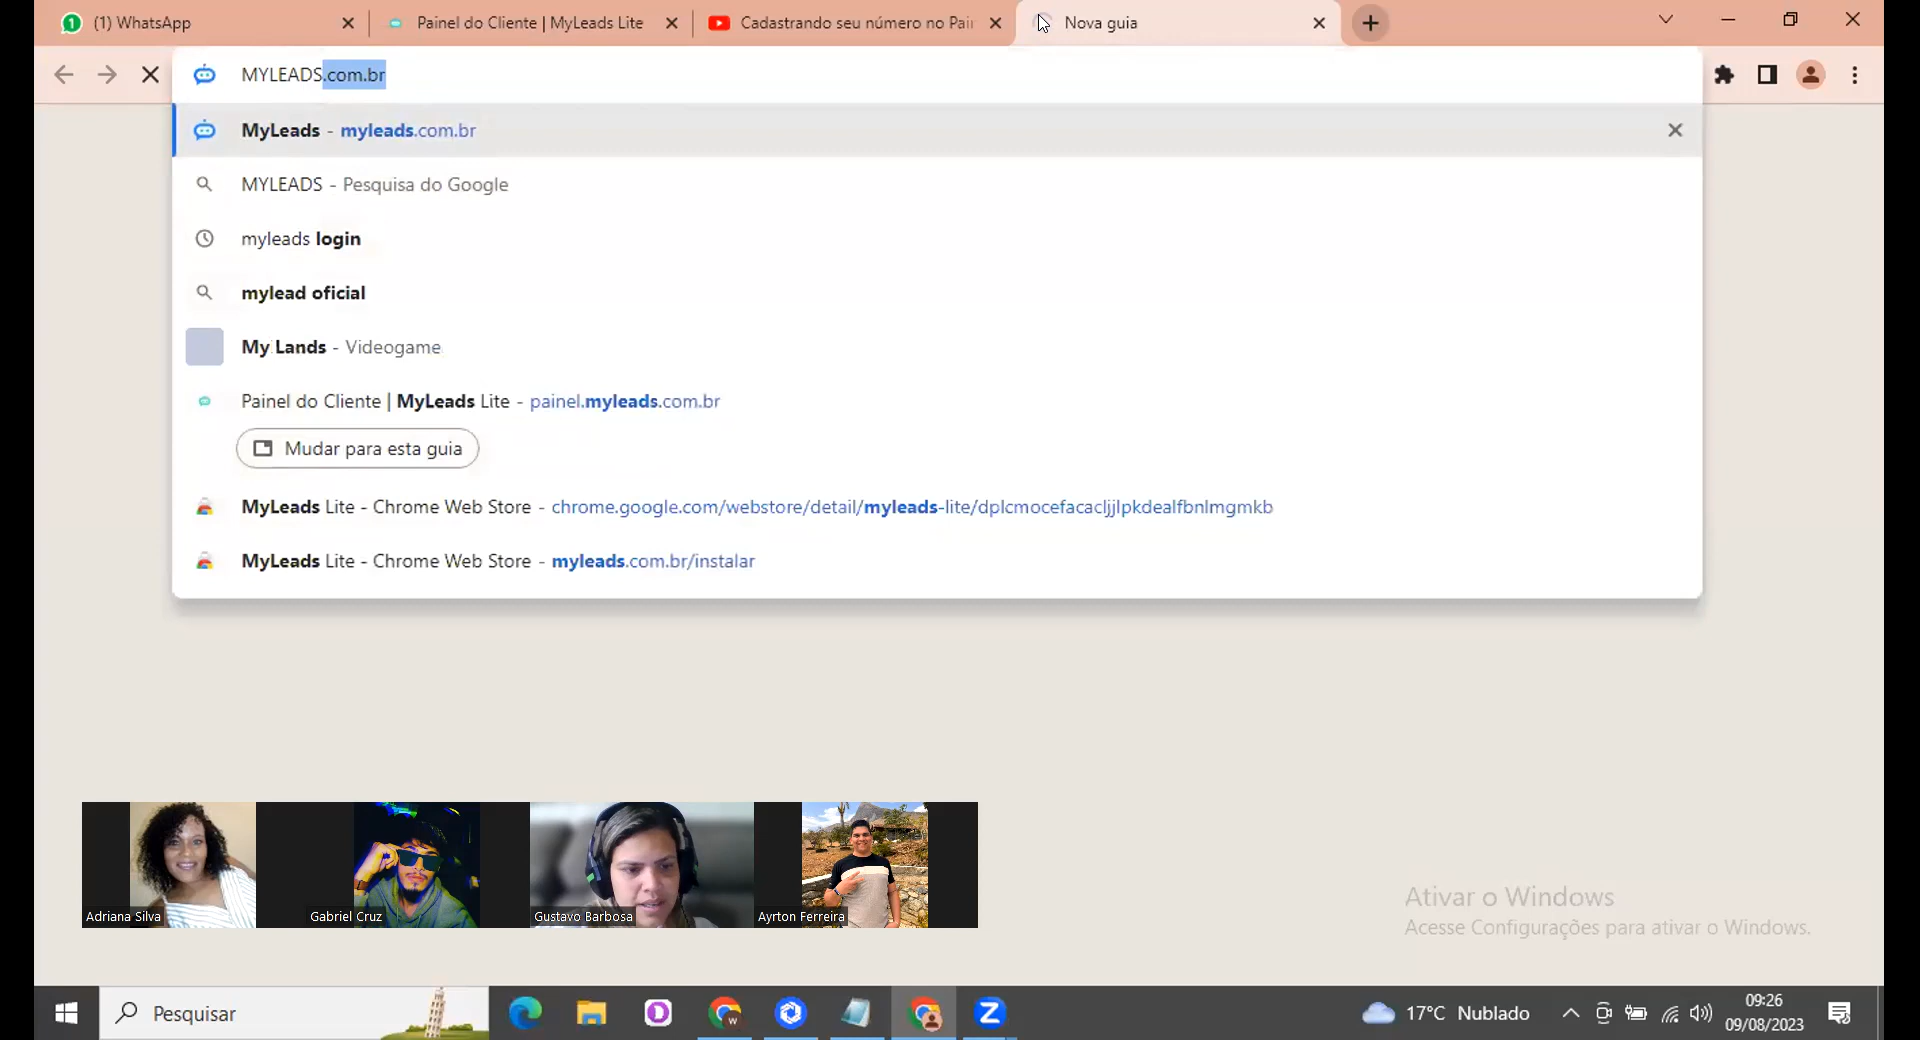 1
(1) WhatsApp
Painel do Cliente | MyLeads Lite
Cadastrando seu número no Pain
Nova guia
MYLEADS.com.br
MyLeads - myleads.com.br
MYLEADS - Pesquisa do Google
myleads login
mylead oficial
My Lands - Videogame
Painel do Cliente | MyLeads Lite - painel.myleads.com.br
Mudar para esta guia
MyLeads Lite - Chrome Web Store - chrome.google.com/webstore/detail/myleads-lite/dplcmocefacacljjlpkdealfbnlmgmkb
MyLeads Lite - Chrome Web Store - myleads.com.br/instalar
Adriana Silva
Gabriel Cruz
Gustavo Barbosa
Ayrton Ferreira
Ativar o Windows
Acesse Configurações para ativar o Windows.
Pesquisar
D
W
Z
17°C Nublado
09:26
09/08/2023